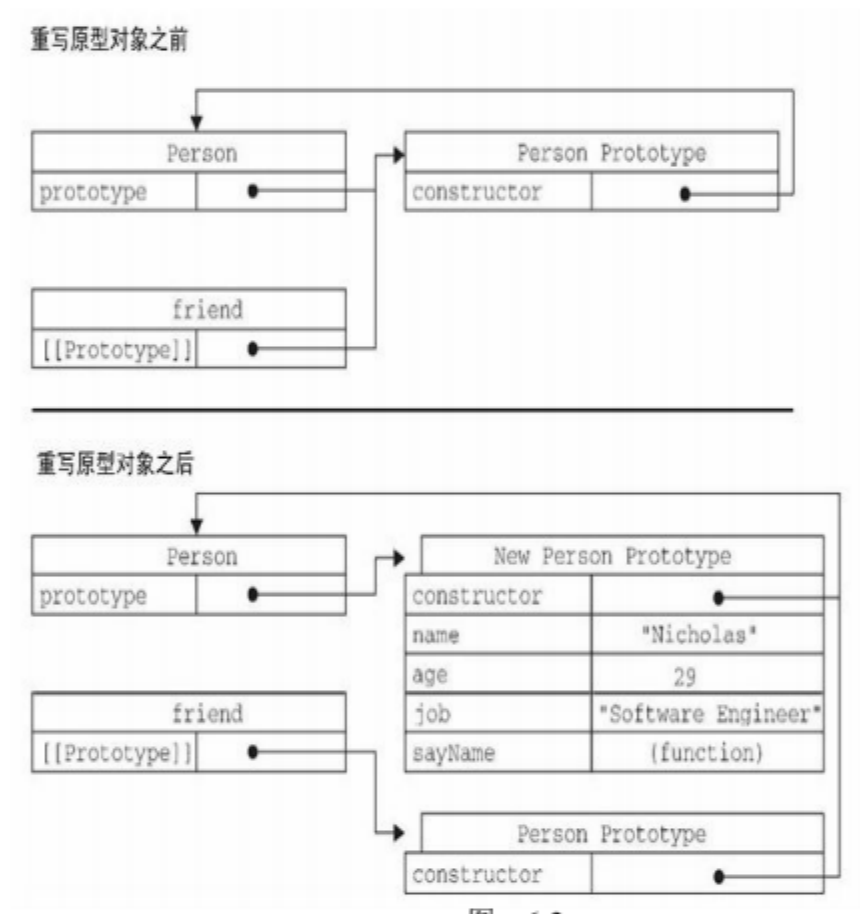 重写原型对象之前
Person
prototype
Person Prototype
constructor
friend
[[Prototype]]
重写原型对象之后
Person
prototype
New Person Prototype
constructor
name "Nicholas"
age 29
job "Software Engineer"
sayName (function)
friend
[[Prototype]]
Person Prototype
constructor